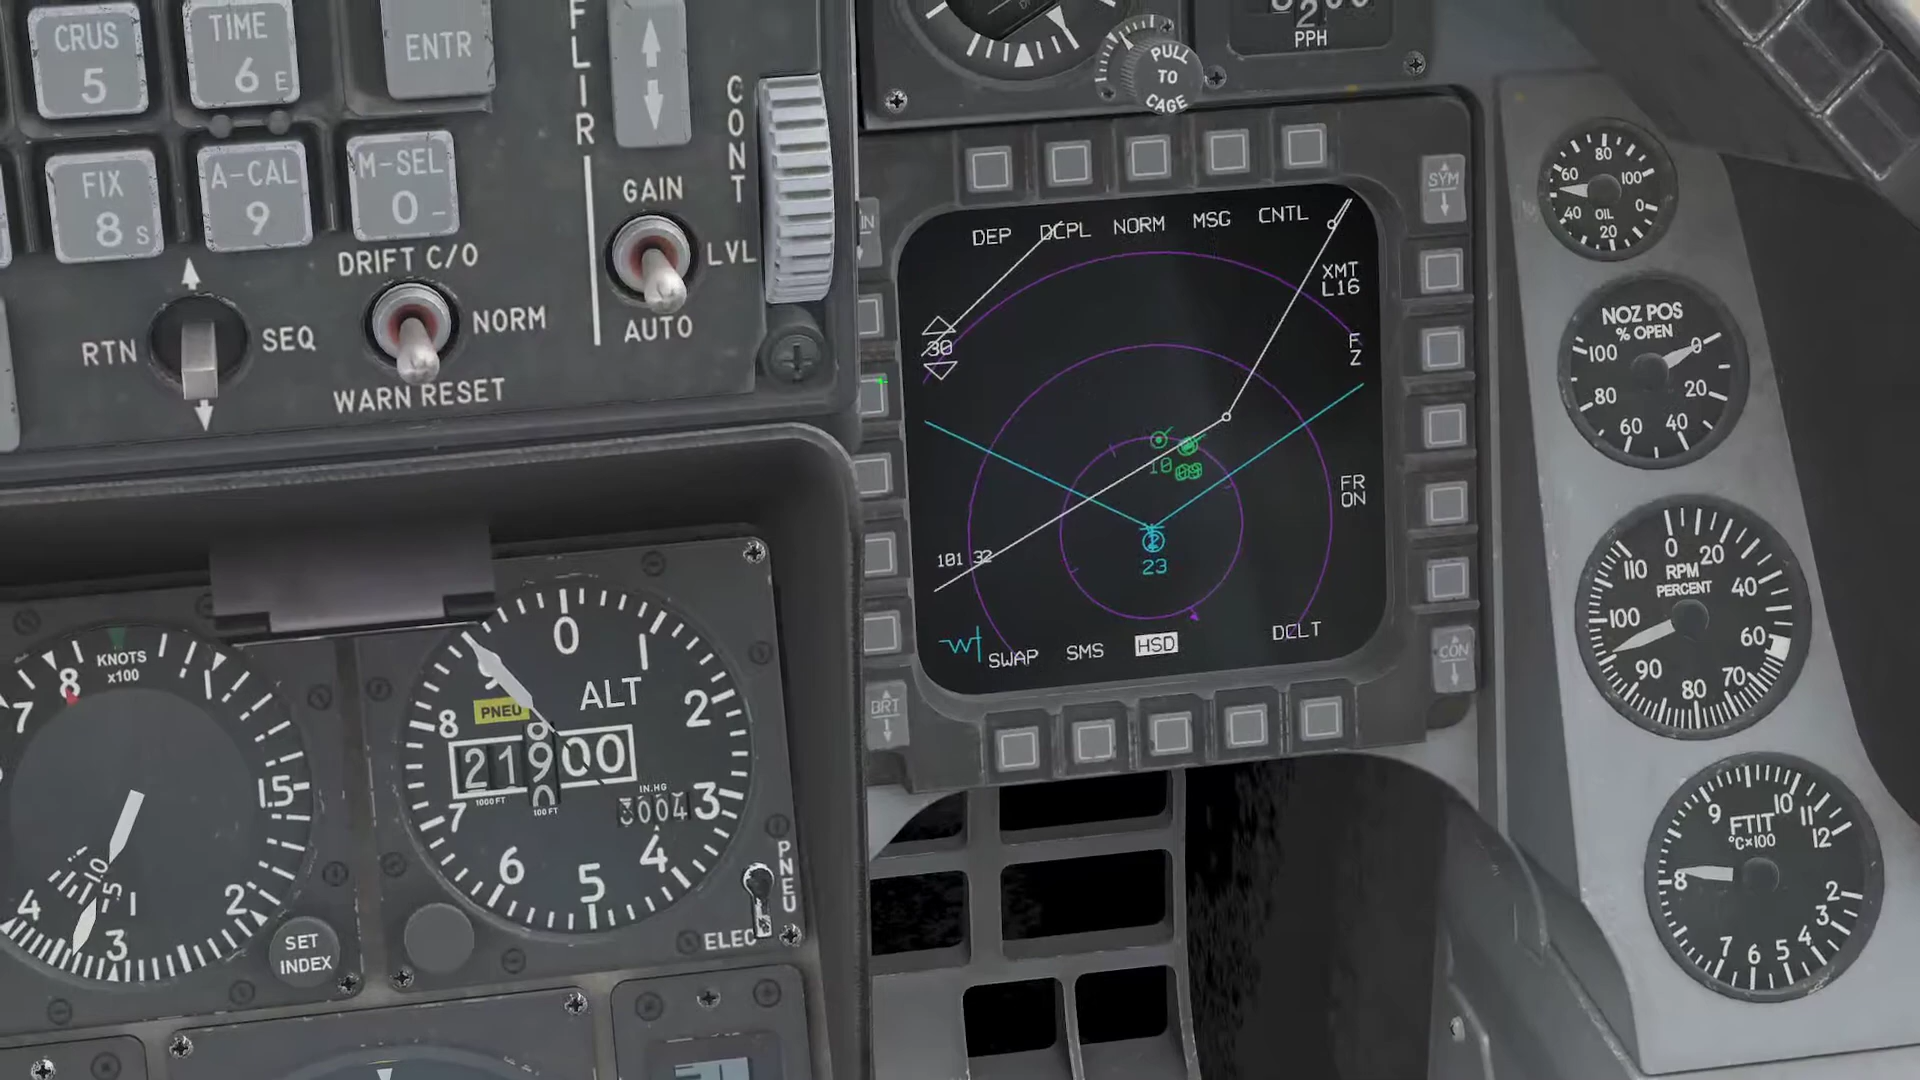 CRUS
5
TIME
6 E
ENTR
FLIR
CONT
PULL
TO
CAGE
PPH
FIX
8 S
A-CAL
9
M-SEL
0 -
GAIN
LVL
AUTO
DRIFT C/O
NORM
WARN RESET
RTN
SEQ
SYM
DEP DCPL NORM MSG CNTL
XMT
L16
30
F
Z
FR
ON
10
09
101 32
23
SWAP SMS HSD DCLT
BRT
CON
80
60
100
40
OIL
0
20
NOZ POS
% OPEN
100
0
80
20
60
40
0
20
110
RPM
PERCENT
40
100
60
90
70
80
9
10
11
FTIT
°C×100
12
8
2
3
7
6
5
4
KNOTS
x100
8
7
1.5
10
5
1
4
2
3
SET
INDEX
0
1
9
ALT
8
PNEU
2
21900
1000 FT
100 FT
IN.HG
3004
3
7
4
6
5
PNEU
ELEC